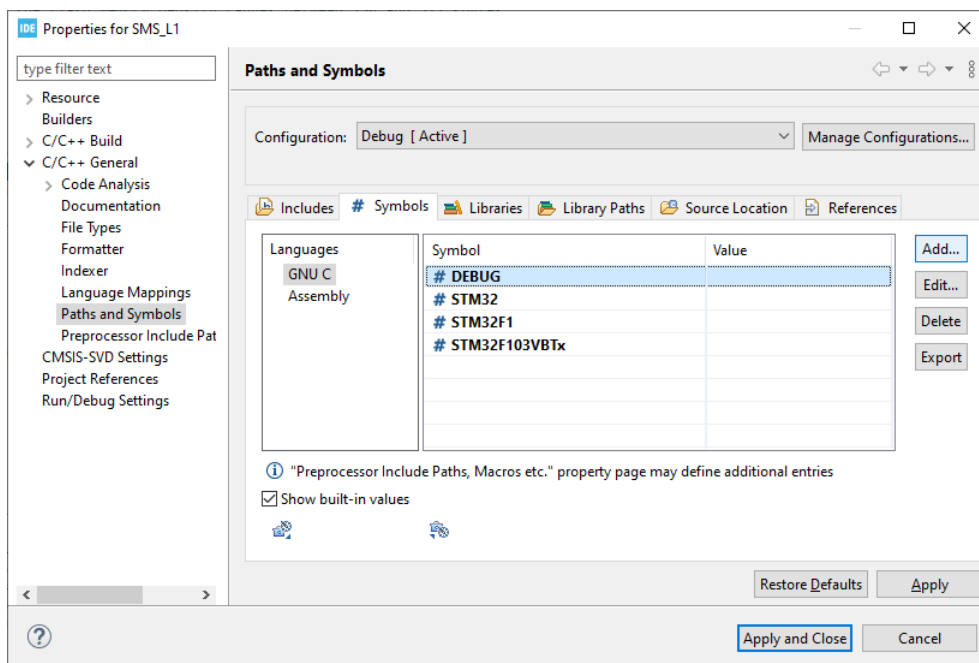 IDE Properties for SMS_L1
type filter text
Resource
Builders
C/C++ Build
C/C++ General
Code Analysis
Documentation
File Types
Formatter
Indexer
Language Mappings
Paths and Symbols
Preprocessor Include Pat
CMSIS-SVD Settings
Project References
Run/Debug Settings
Paths and Symbols
Configuration: Debug [ Active ] Manage Configurations...
Includes # Symbols Libraries Library Paths Source Location References
Languages
GNU C
Assembly
Symbol Value
# DEBUG
# STM32
# STM32F1
# STM32F103VBTx
Add...
Edit...
Delete
Export
"Preprocessor Include Paths, Macros etc." property page may define additional entries
Show built-in values
Restore Defaults Apply
? Apply and Close Cancel